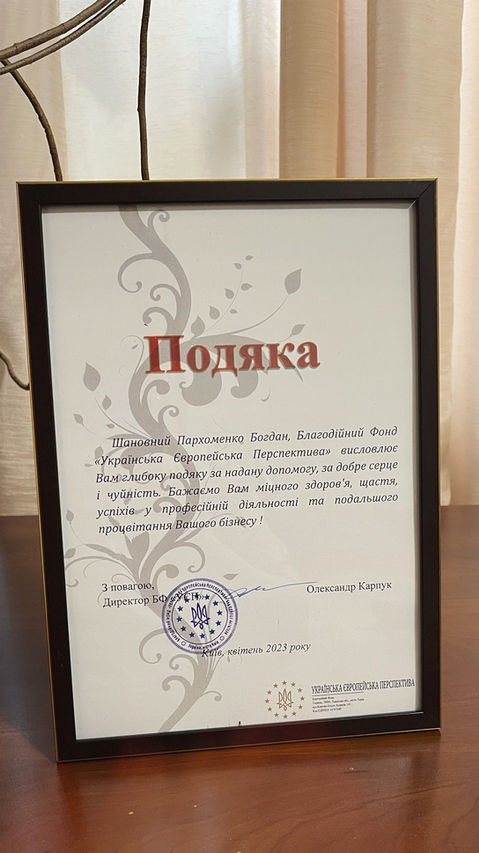 Подяка
Шановний Пархоменко Богдан, Благодійний Фонд
«Українська Європейська Перспектива» висловлює
Вам глибоку подяку за надану допомогу, за добре серце
і чуйність. Бажаємо Вам міцного здоров'я, щастя,
успіхів у професійній діяльності та подальшого
процвітання Вашого бізнесу !
З повагою,
Директор БФ
Олександр Карпук
Київ, квітень 2023 року
УКРАЇНСЬКА ЄВРОПЕЙСЬКА ПЕРСПЕКТИВА